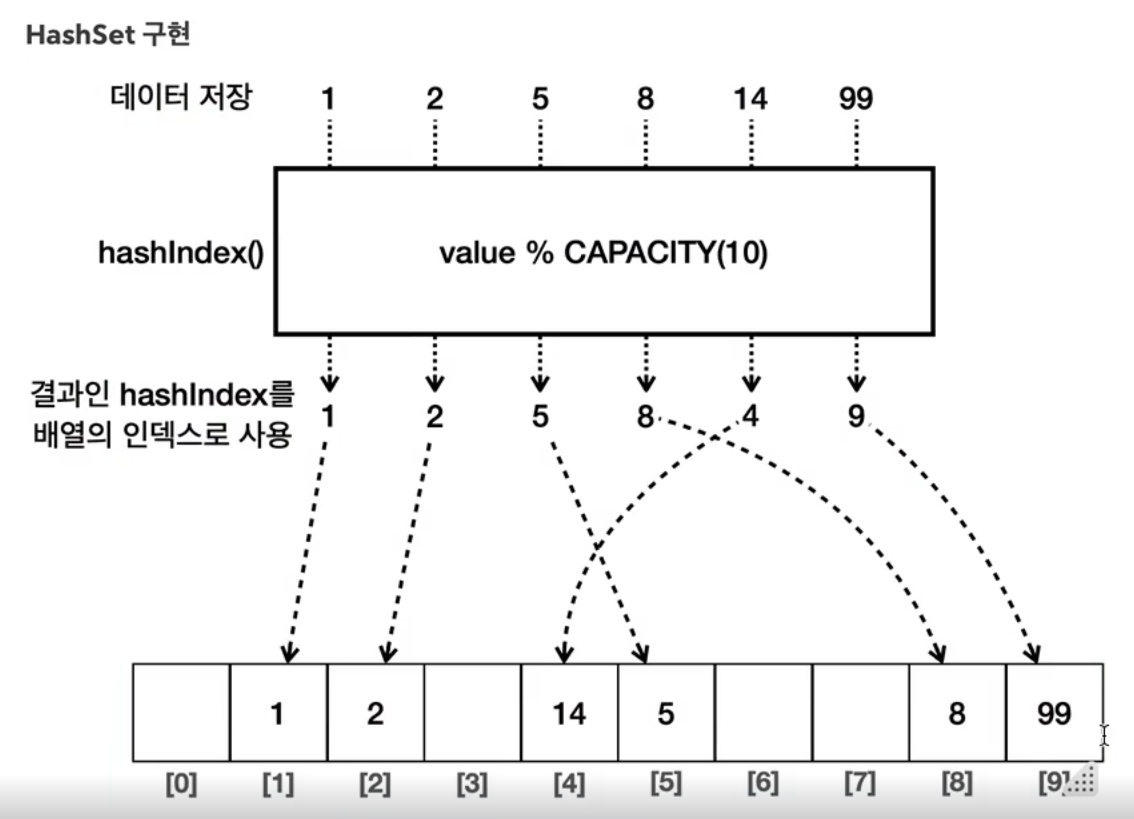 HashSet 구현
데이터 저장 1 2 5 8 14 99
hashIndex() value % CAPACITY(10)
결과인 hashIndex를
배열의 인덱스로 사용
1 2 5 8 4 9
1 2 14 5 8 99
[0] [1] [2] [3] [4] [5] [6] [7] [8] [9]